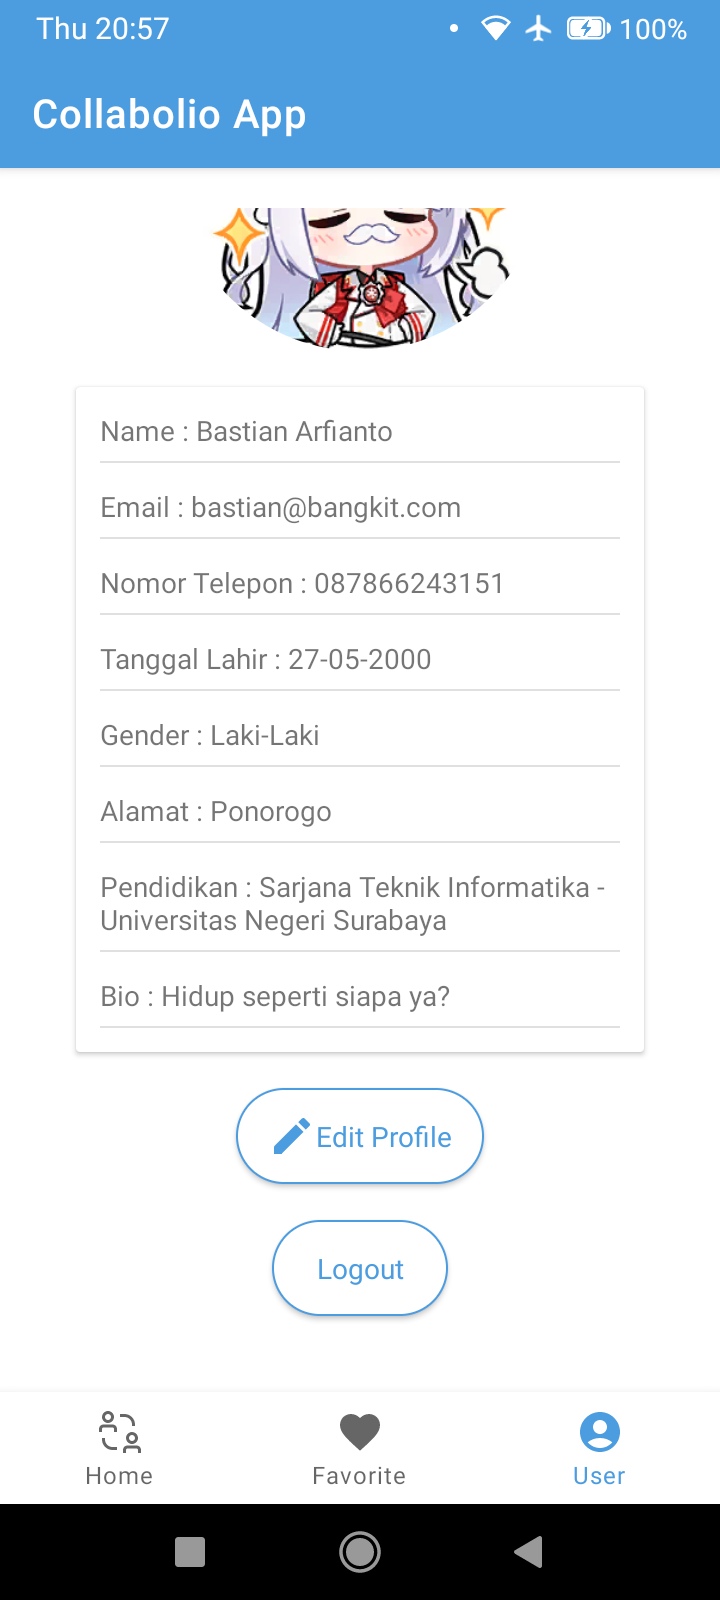 Thu 20:57
100%
Collabolio App
Name : Bastian Arfianto
Email : bastian@bangkit.com
Nomor Telepon : 087866243151
Tanggal Lahir : 27-05-2000
Gender : Laki-Laki
Alamat : Ponorogo
Pendidikan : Sarjana Teknik Informatika -
Universitas Negeri Surabaya
Bio : Hidup seperti siapa ya?
Edit Profile
Logout
Home
Favorite
User